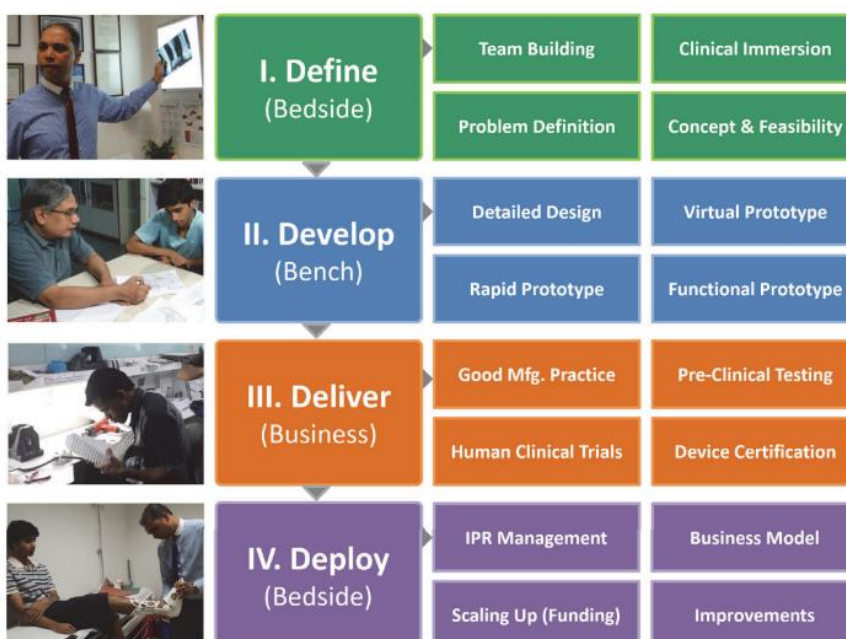 I. Define
(Bedside)
Team Building
Clinical Immersion
Problem Definition
Concept & Feasibility
II. Develop
(Bench)
Detailed Design
Virtual Prototype
Rapid Prototype
Functional Prototype
III. Deliver
(Business)
Good Mfg. Practice
Pre-Clinical Testing
Human Clinical Trials
Device Certification
IV. Deploy
(Bedside)
IPR Management
Business Model
Scaling Up (Funding)
Improvements